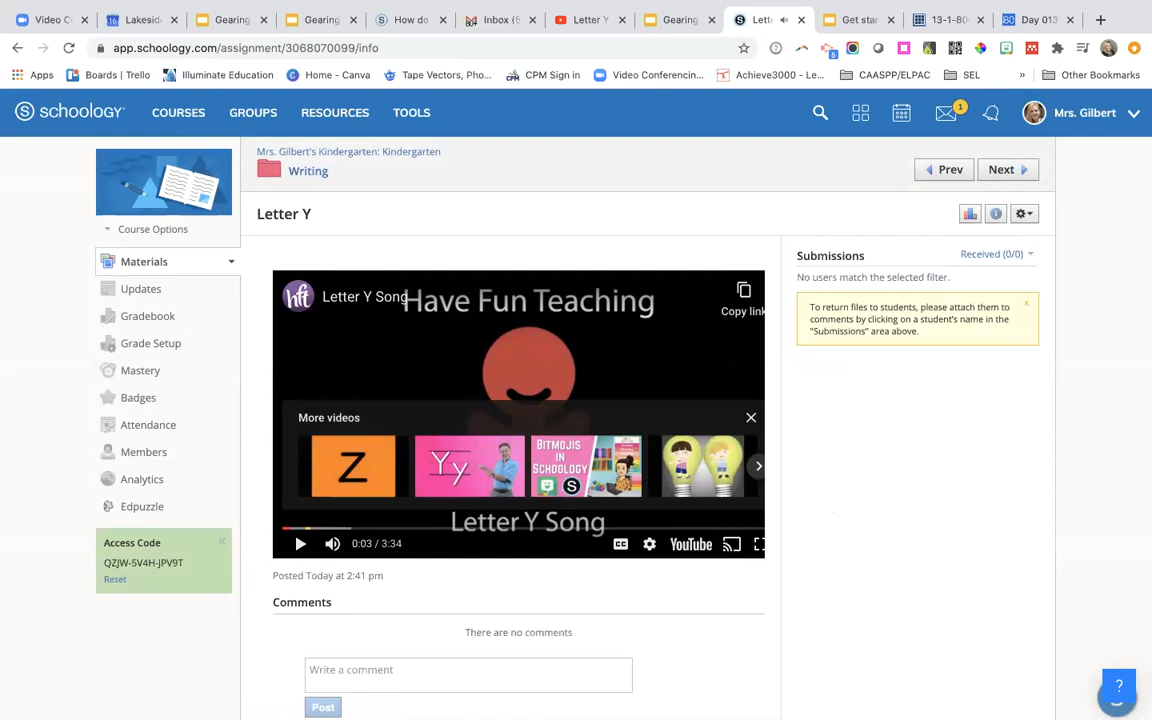 Video C
Lakeside
Gearing
Gearing
How do
Inbox (8
Letter Y
Gearing
Lette
Get star
13-1-80
Day 013
app.schoology.com/assignment/3068070099/info
5
Apps
Boards | Trello
Illuminate Education
Home - Canva
Tape Vectors, Pho...
CPM Sign in
Video Conferencin...
Achieve3000 - Le...
CAASPP/ELPAC
SEL
»
Other Bookmarks
schoology
COURSES
GROUPS
RESOURCES
TOOLS
1
Mrs. Gilbert
Mrs. Gilbert's Kindergarten: Kindergarten
Writing
Prev
Next
Course Options
Letter Y
Materials
Updates
Gradebook
Grade Setup
Mastery
Badges
Attendance
Members
Analytics
Edpuzzle
Access Code
QZJW-5V4H-JPV9T
Reset
hft
Letter Y Song
Have Fun Teaching
Copy link
More videos
Z
Yy
BITMOJIS
IN
SCHOOLOGY
S
Letter Y Song
0:03 / 3:34
CC
YouTube
Posted Today at 2:41 pm
Comments
There are no comments
Write a comment
Post
Submissions
Received (0/0)
No users match the selected filter.
To return files to students, please attach them to
comments by clicking on a student's name in the
"Submissions" area above.
x
?